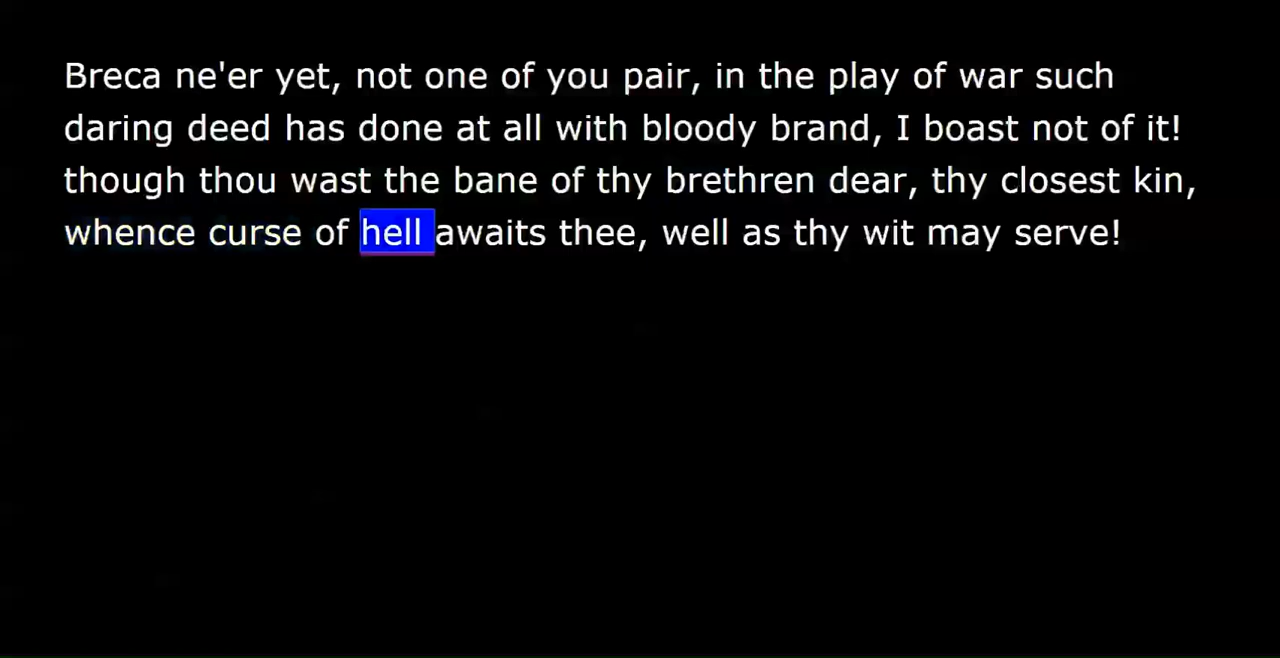 Breca ne'er yet, not one of you pair, in the play of war such
daring deed has done at all with bloody brand, I boast not of it!
though thou wast the bane of thy brethren dear, thy closest kin,
whence curse of hell awaits thee, well as thy wit may serve!